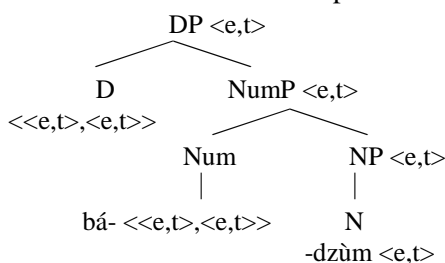 DP <e,t>
D NumP <e,t>
<<e,t>,<e,t>>
Num NP <e,t>
bá- <<e,t>,<e,t>> N
-dzùm <e,t>